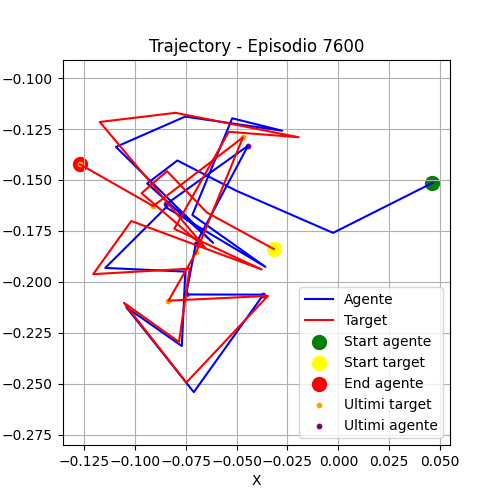 Trajectory - Episodio 7600
−0.100
−0.125
−0.150
−0.175
−0.200
−0.225
−0.250
−0.275
Agente
Target
Start agente
Start target
End agente
Ultimi target
Ultimi agente
−0.125 −0.100 −0.075 −0.050 −0.025 0.000 0.025 0.050
X